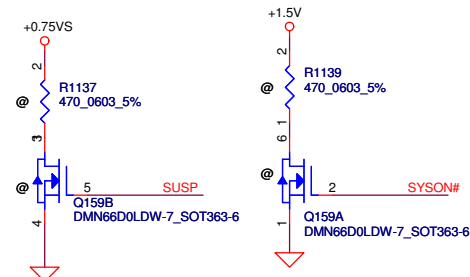 +0.75VS
2
R1137
470_0603_5%
@
1
3
@
5
SUSP
Q159B
DMN66D0LDW-7_SOT363-6
4
+1.5V
2
R1139
470_0603_5%
@
1
6
@
2
SYSON#
Q159A
DMN66D0LDW-7_SOT363-6
1